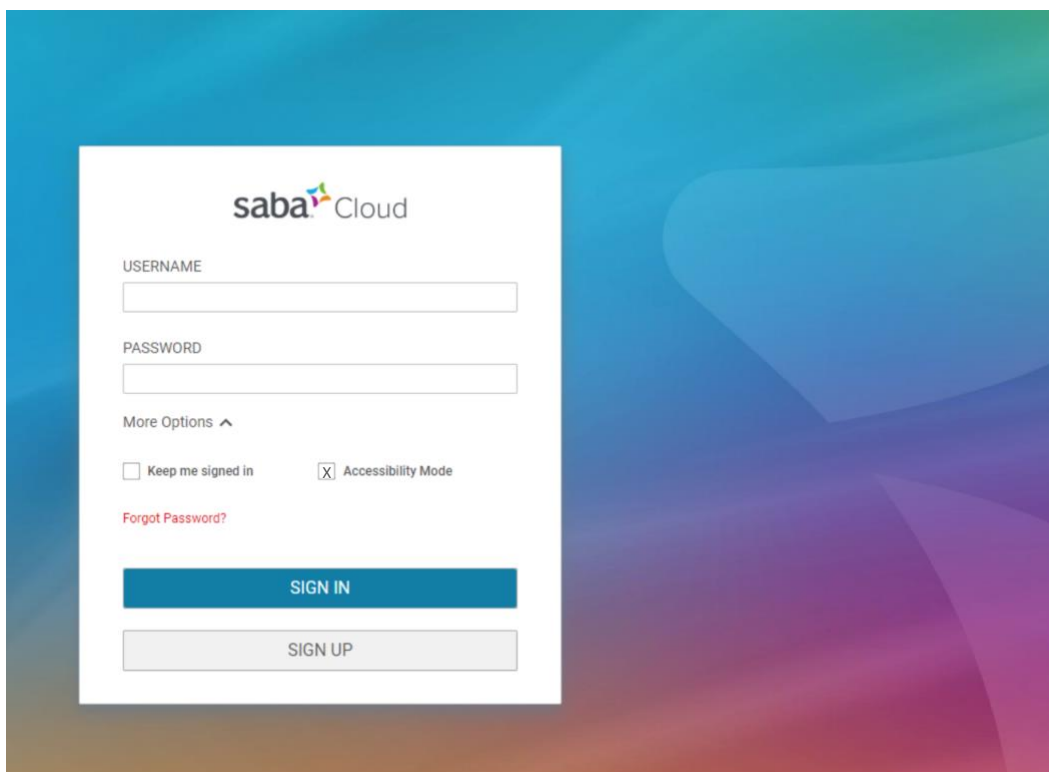 saba Cloud
USERNAME
PASSWORD
More Options
Keep me signed in
X Accessibility Mode
Forgot Password?
SIGN IN
SIGN UP